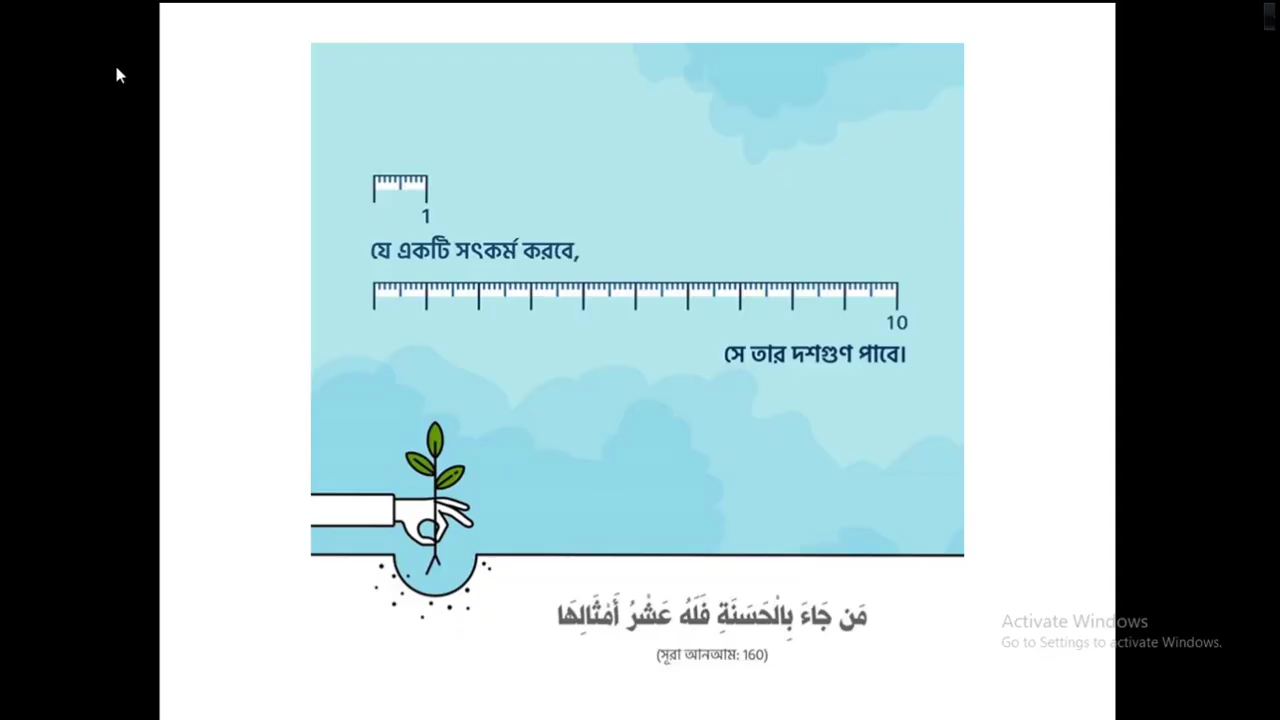 1
যে একটি সৎকর্ম করবে,
10
সে তার দশগুণ পাবে।
مَن جَاءَ بِالْحَسَنَةِ فَلَهُ عَشْرُ أَمْثَالِهَا
(সূরা আনআম: 160)
Activate Windows
Go to Settings to activate Windows.